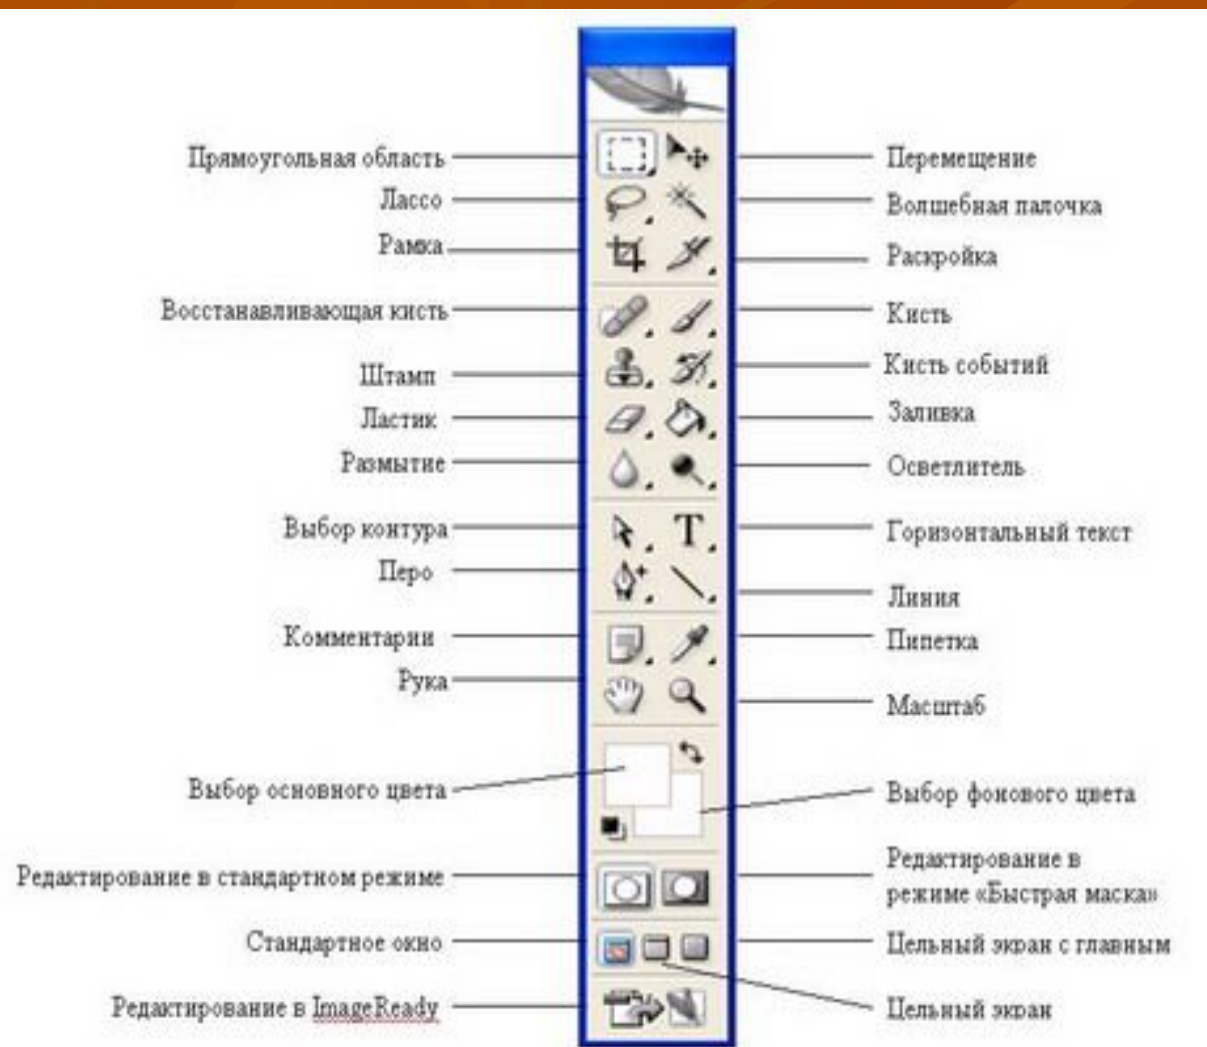 Прямоугольная область
Перемещение
Лассо
Волшебная палочка
Рамка
Раскройка
Восстанавливающая кисть
Кисть
Штамп
Кисть событий
Ластик
Заливка
Размытие
Осветлитель
Выбор контура
Горизонтальный текст
Перо
Линия
Комментарии
Пипетка
Рука
Масштаб
Выбор основного цвета
Выбор фонового цвета
Редактирование в стандартном режиме
Редактирование в
режиме «Быстрая маска»
Стандартное окно
Цельный экран с главным
Редактирование в ImageReady
Цельный экран
T